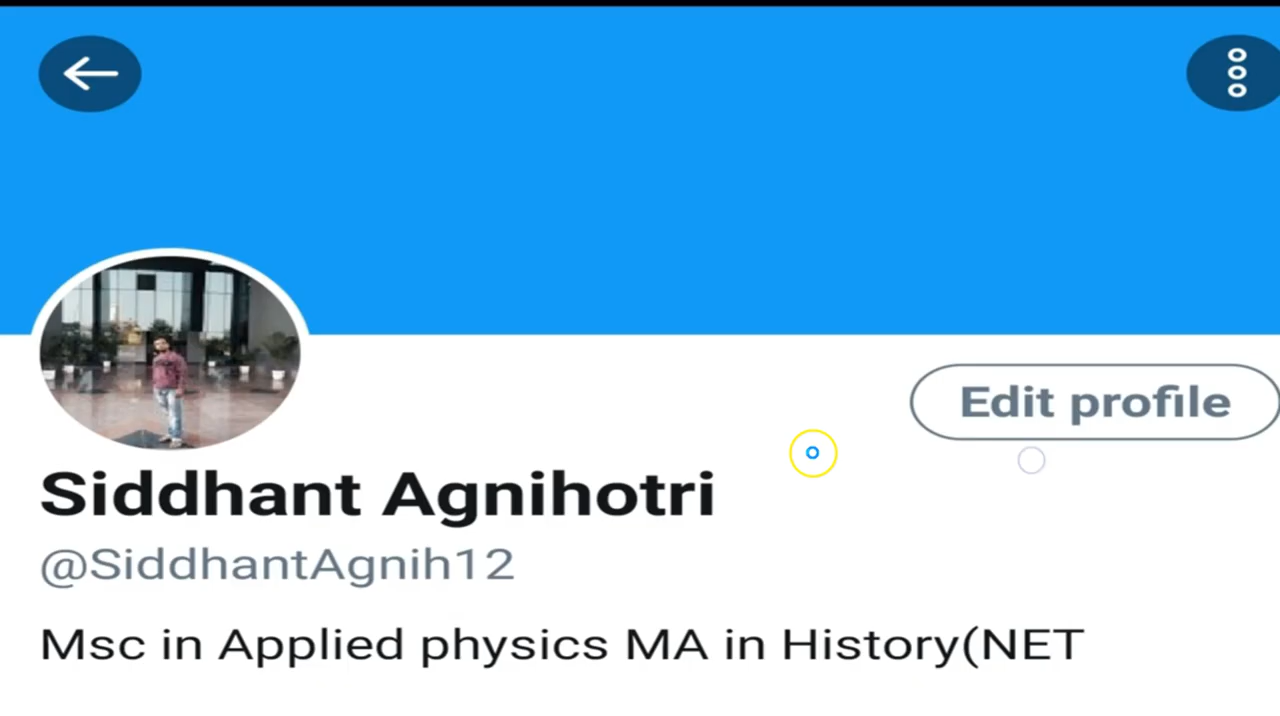 Edit profile
Siddhant Agnihotri
@SiddhantAgnih12
Msc in Applied physics MA in History(NET